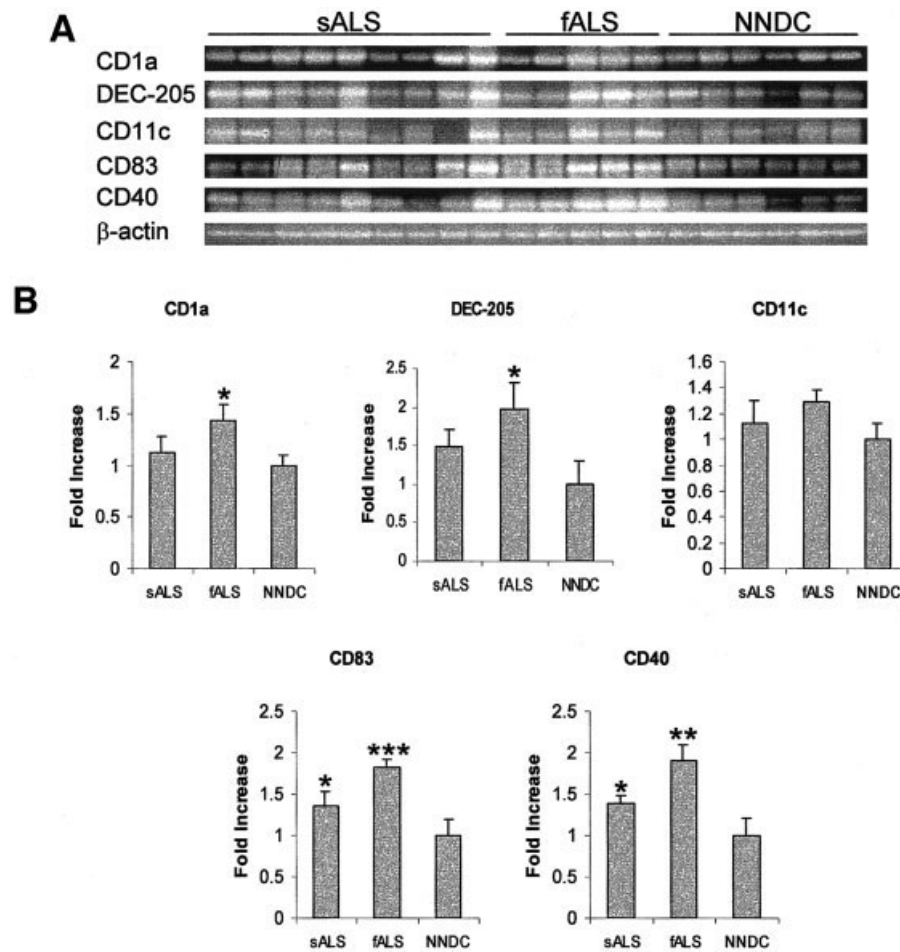 A
sALS fALS NNDC
CD1a
DEC-205
CD11c
CD83
CD40
β-actin
B
CD1a
Fold Increase
2
1.5
1
0.5
0
*
sALS fALS NNDC
DEC-205
Fold Increase
2.5
2
1.5
1
0.5
0
*
sALS fALS NNDC
CD11c
Fold Increase
1.6
1.4
1.2
1
0.8
0.6
0.4
0.2
0
sALS fALS NNDC
CD83
Fold Increase
2.5
2
1.5
1
0.5
0
* ***
sALS fALS NNDC
CD40
Fold Increase
2.5
2
1.5
1
0.5
0
* **
sALS fALS NNDC